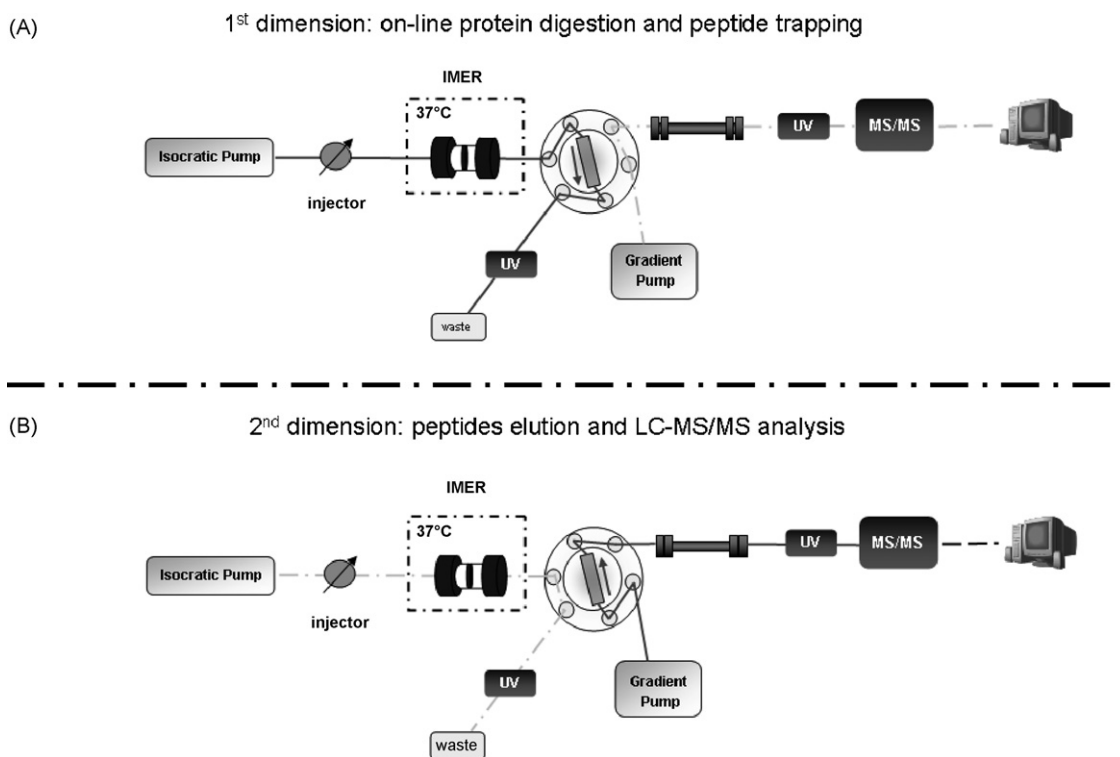 (A)
1st dimension: on-line protein digestion and peptide trapping
IMER
37°C
Isocratic Pump
injector
UV
MS/MS
UV
Gradient
Pump
waste
(B)
2nd dimension: peptides elution and LC-MS/MS analysis
IMER
37°C
Isocratic Pump
injector
UV
MS/MS
UV
Gradient
Pump
waste